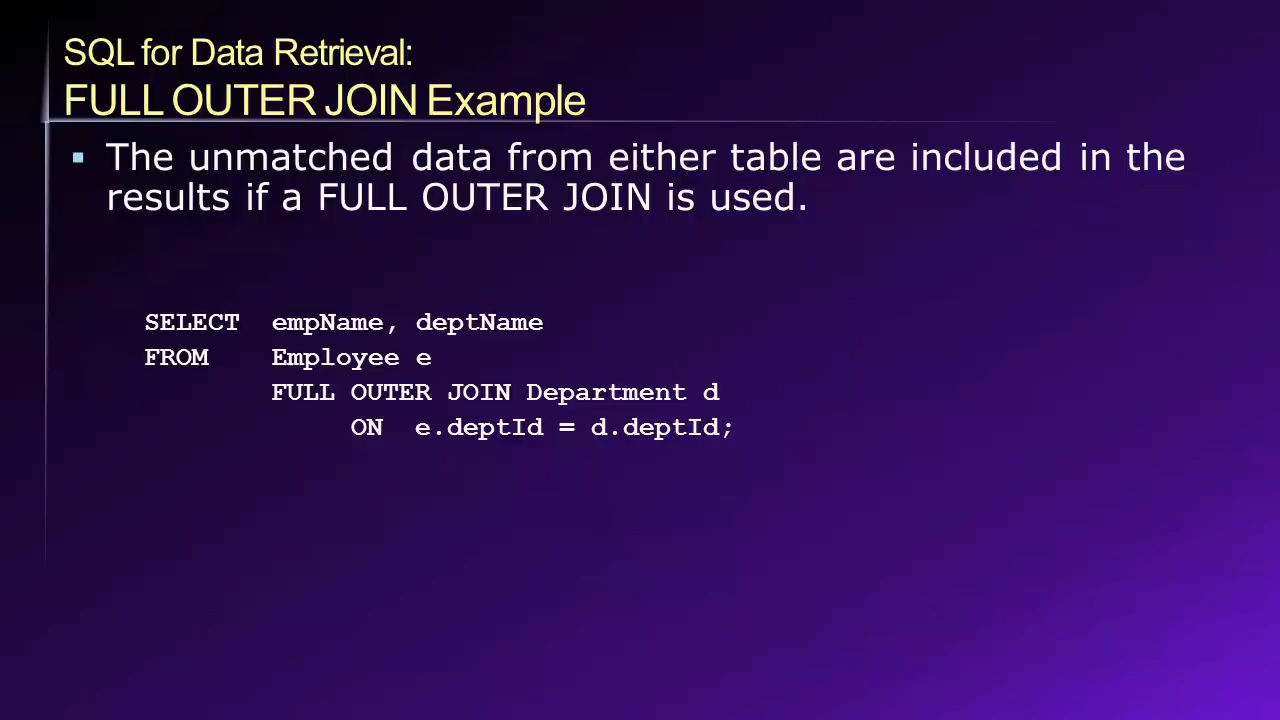 SQL for Data Retrieval:
FULL OUTER JOIN Example
▪ The unmatched data from either table are included in the
results if a FULL OUTER JOIN is used.
SELECT  empName, deptName
FROM    Employee e
        FULL OUTER JOIN Department d
             ON  e.deptId = d.deptId;